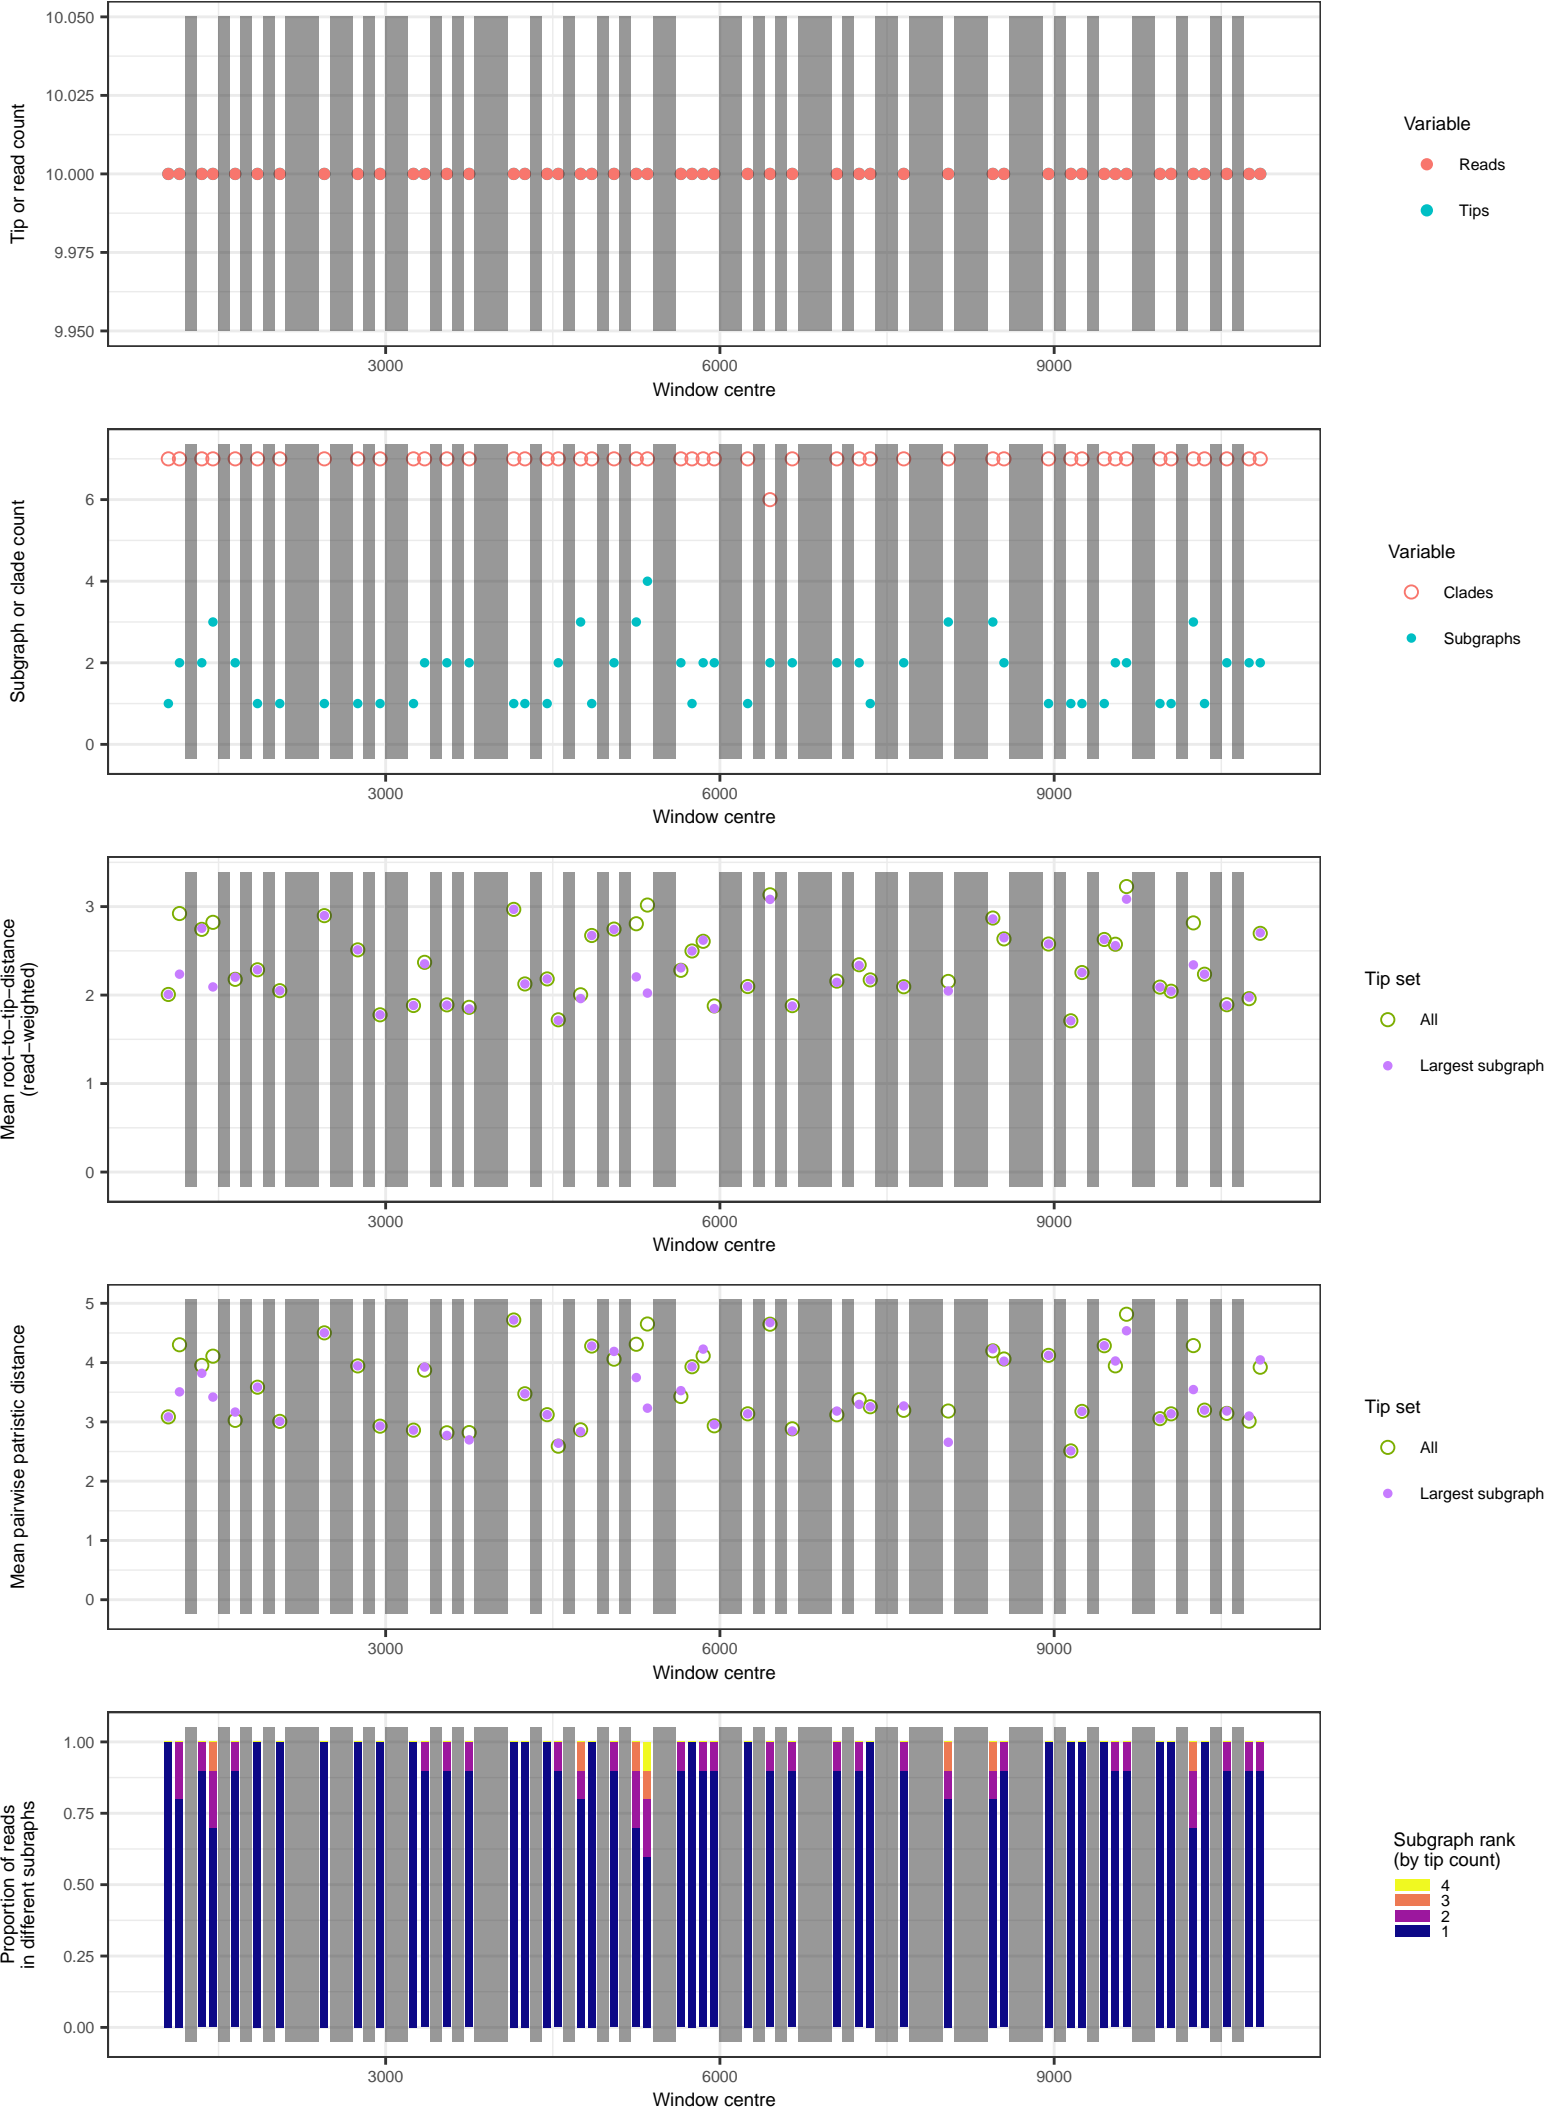 10.050
10.025
10.000
9.975
9.950
Tip or read count
3000
6000
9000
Window centre
Variable
Reads
Tips
6
4
2
0
Subgraph or clade count
3000
6000
9000
Window centre
Variable
Clades
Subgraphs
3
2
1
0
Mean root−to−tip−distance
(read−weighted)
3000
6000
9000
Window centre
Tip set
All
Largest subgraph
5
4
3
2
1
0
Mean pairwise patristic distance
3000
6000
9000
Window centre
Tip set
All
Largest subgraph
1.00
0.75
0.50
0.25
0.00
Proportion of reads
in different subraphs
3000
6000
9000
Window centre
Subgraph rank
(by tip count)
4
3
2
1